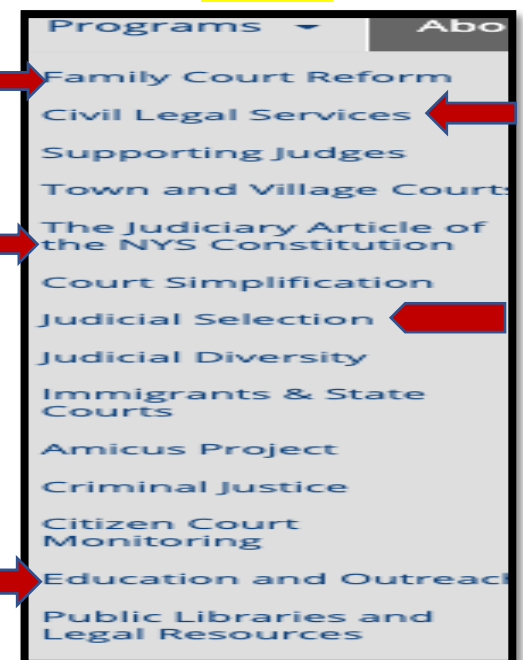 Programs Abo
Family Court Reform
Civil Legal Services
Supporting Judges
Town and Village Courts
The Judiciary Article of
the NYS Constitution
Court Simplification
Judicial Selection
Judicial Diversity
Immigrants & State
Courts
Amicus Project
Criminal Justice
Citizen Court
Monitoring
Education and Outreach
Public Libraries and
Legal Resources